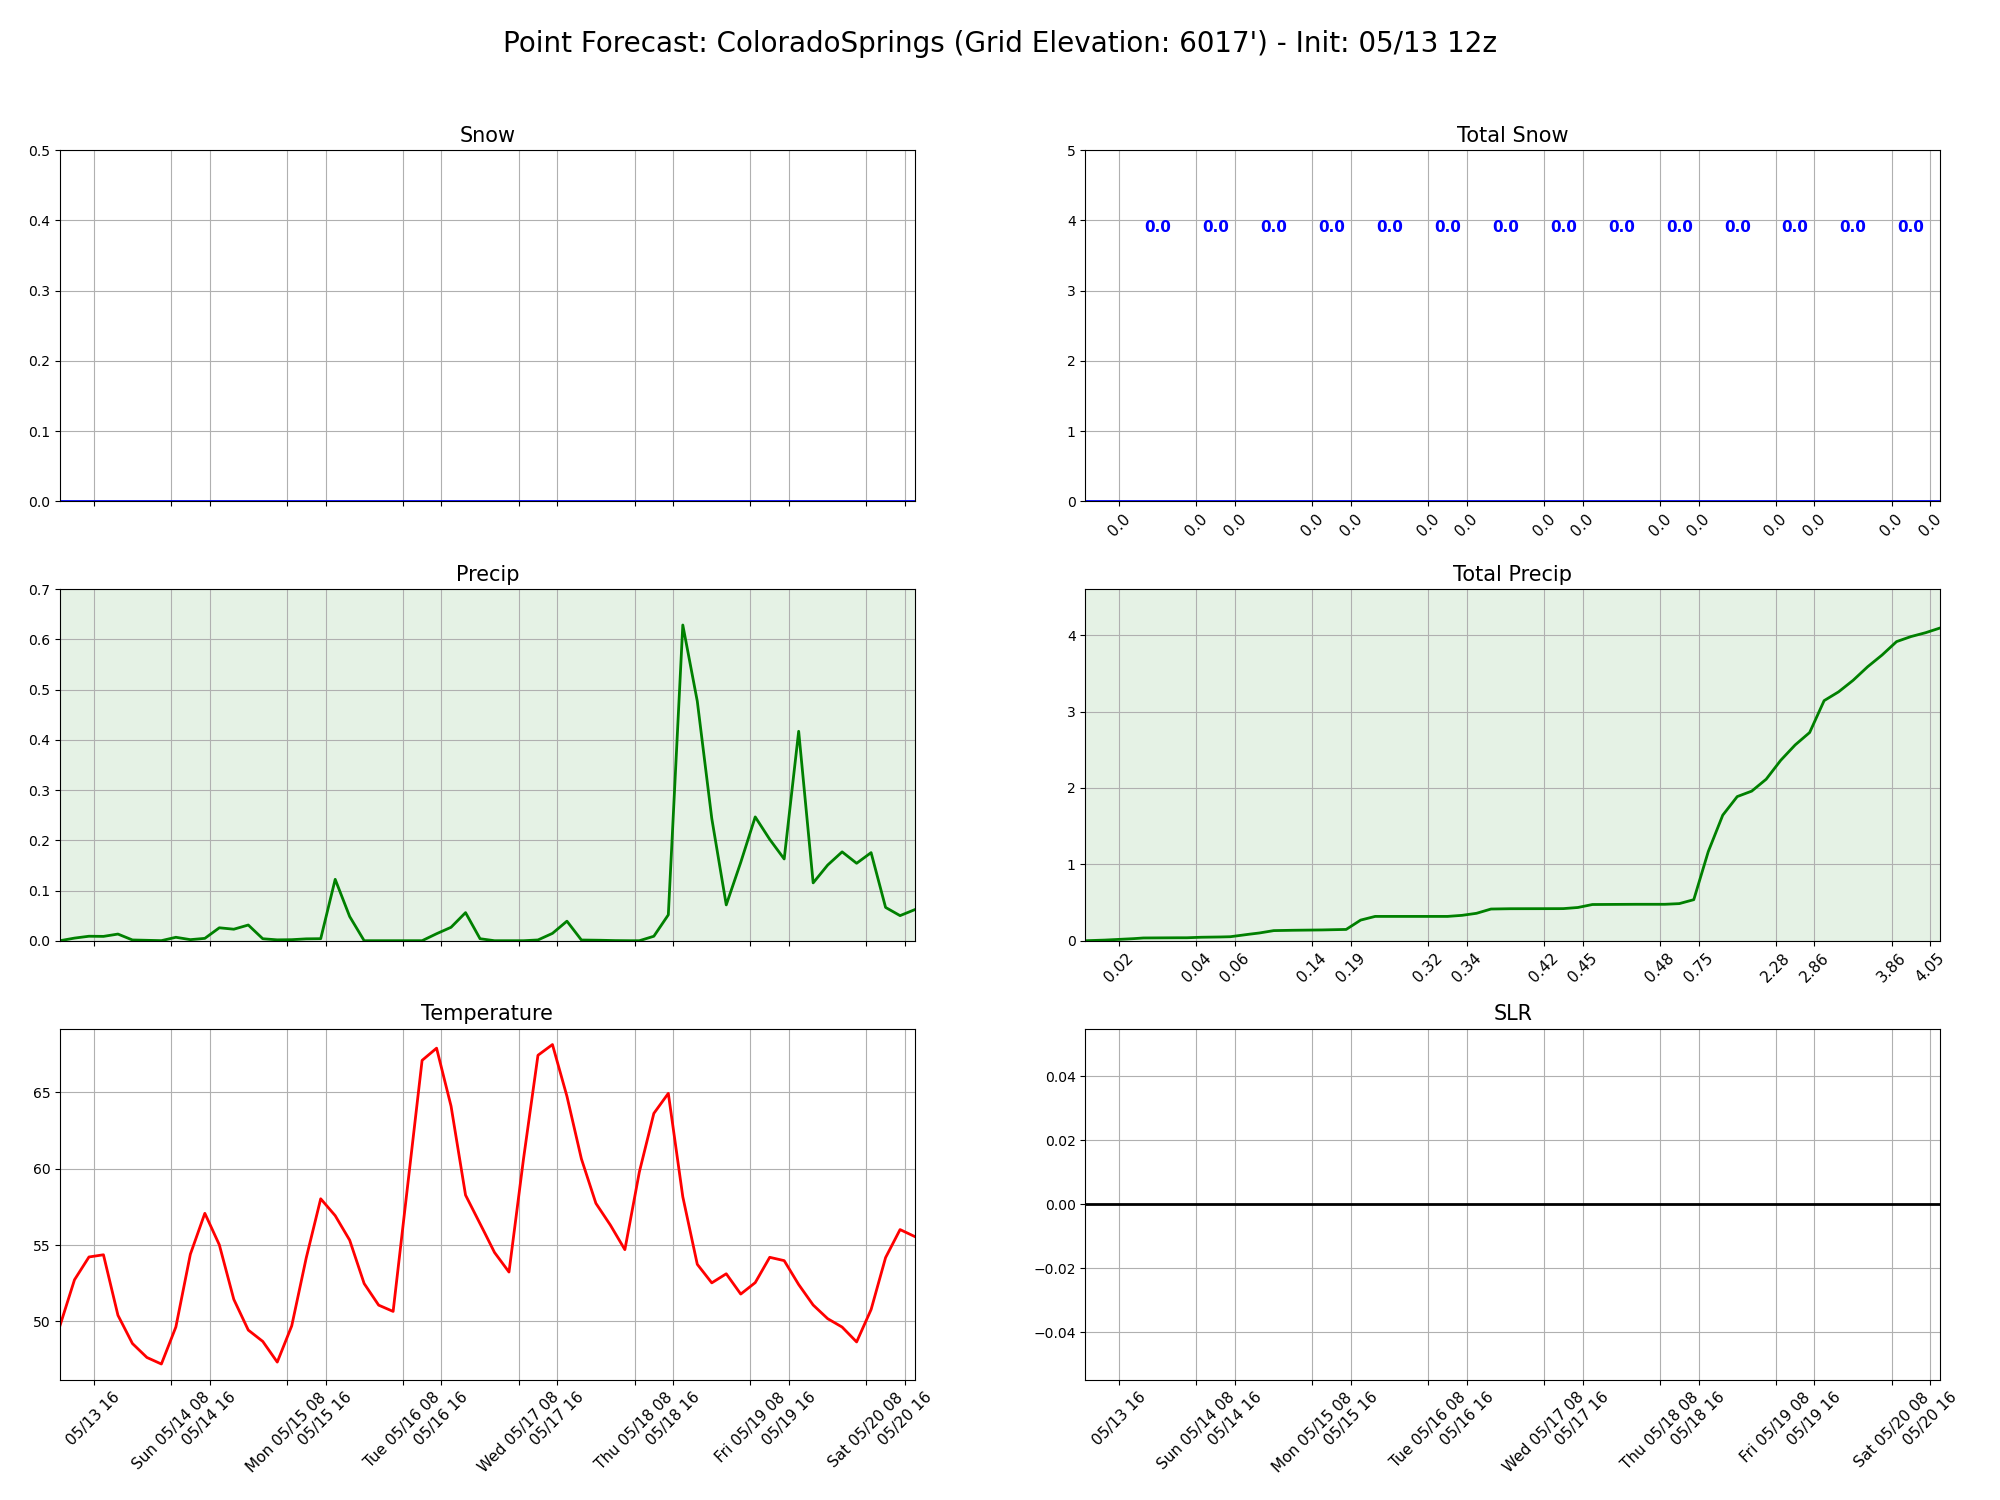 Point Forecast: ColoradoSprings (Grid Elevation: 6017') - Init: 05/13 12z
Snow
0.5
0.4
0.3
0.2
0.1
0.0
Total Snow
5
4
3
2
1
0
0.0 0.0 0.0 0.0 0.0 0.0 0.0 0.0 0.0 0.0 0.0 0.0 0.0 0.0
0.0 0.0 0.0 0.0 0.0 0.0 0.0 0.0 0.0 0.0 0.0 0.0 0.0 0.0 0.0
Precip
0.7
0.6
0.5
0.4
0.3
0.2
0.1
0.0
Total Precip
4
3
2
1
0
0.02 0.04 0.06 0.14 0.19 0.32 0.34 0.42 0.45 0.48 0.75 2.28 2.86 3.86 4.05
Temperature
65
60
55
50
05/13 16
Sun 05/14 08
05/14 16
Mon 05/15 08
05/15 16
Tue 05/16 08
05/16 16
Wed 05/17 08
05/17 16
Thu 05/18 08
05/18 16
Fri 05/19 08
05/19 16
Sat 05/20 08
05/20 16
SLR
0.04
0.02
0.00
−0.02
−0.04
05/13 16
Sun 05/14 08
05/14 16
Mon 05/15 08
05/15 16
Tue 05/16 08
05/16 16
Wed 05/17 08
05/17 16
Thu 05/18 08
05/18 16
Fri 05/19 08
05/19 16
Sat 05/20 08
05/20 16